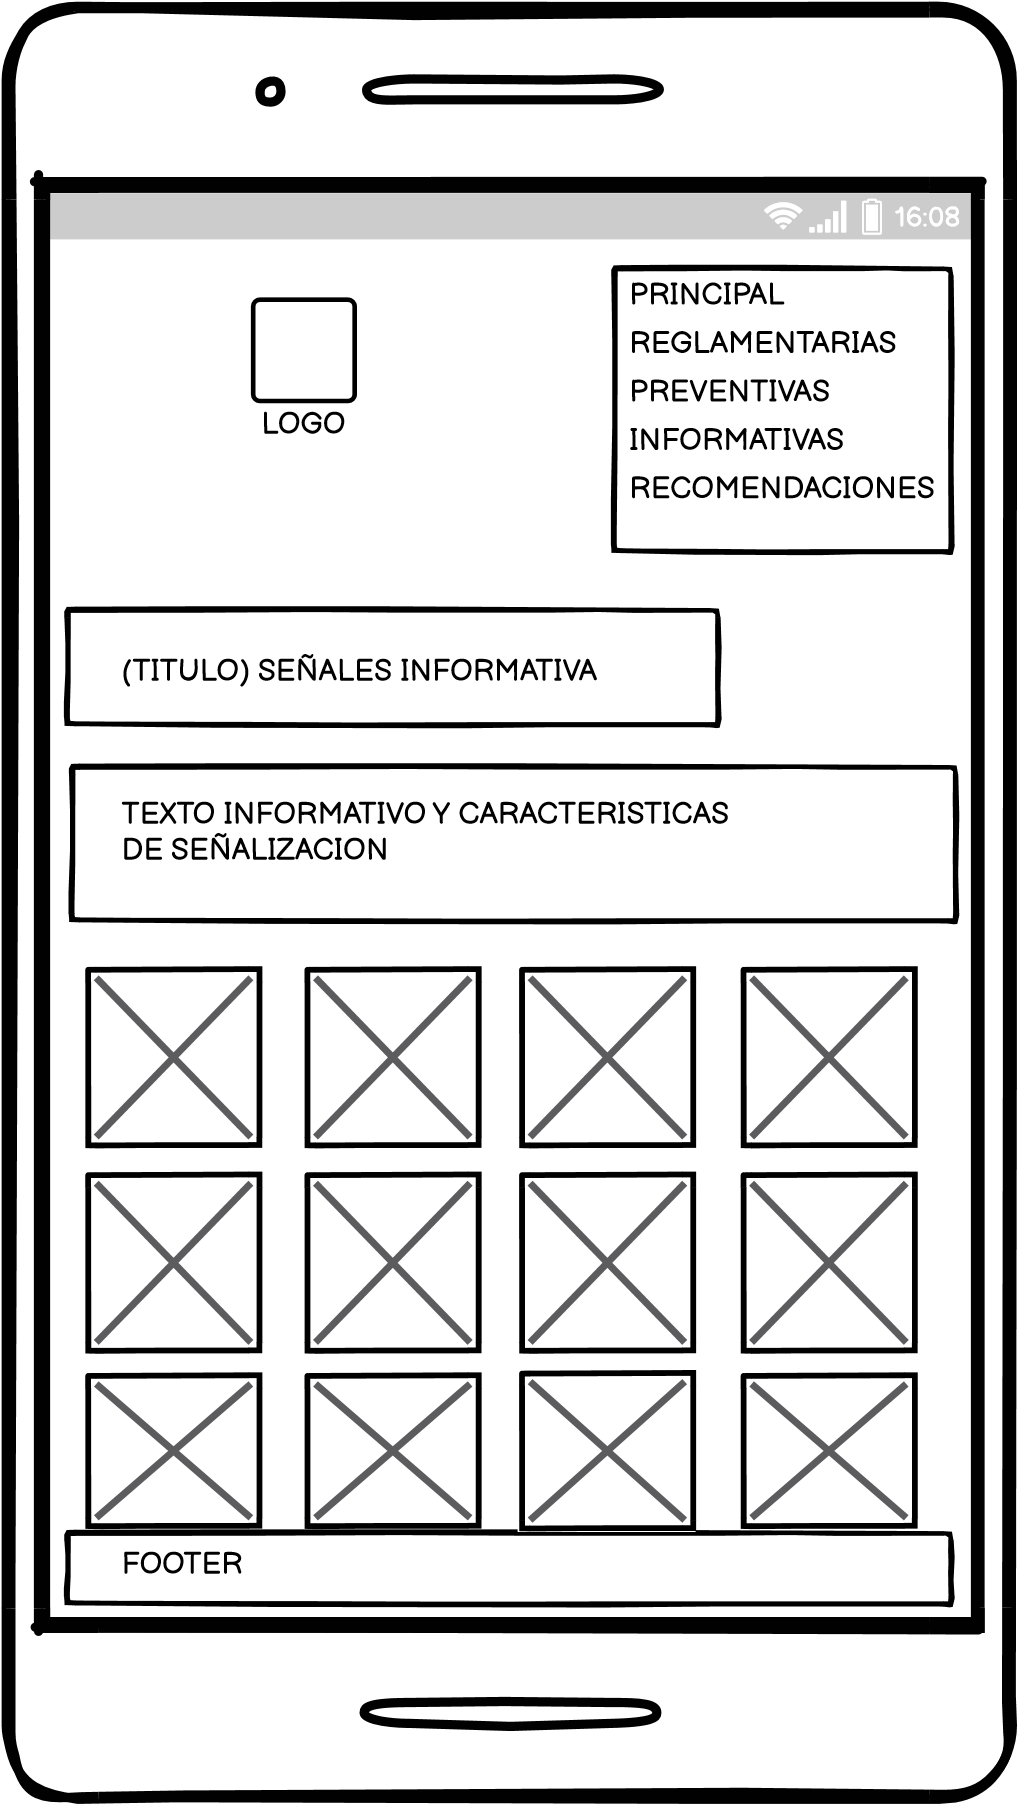 16:08
LOGO
PRINCIPAL
REGLAMENTARIAS
PREVENTIVAS
INFORMATIVAS
RECOMENDACIONES
(TITULO) SEÑALES INFORMATIVA
TEXTO INFORMATIVO Y CARACTERISTICAS
DE SEÑALIZACION
FOOTER